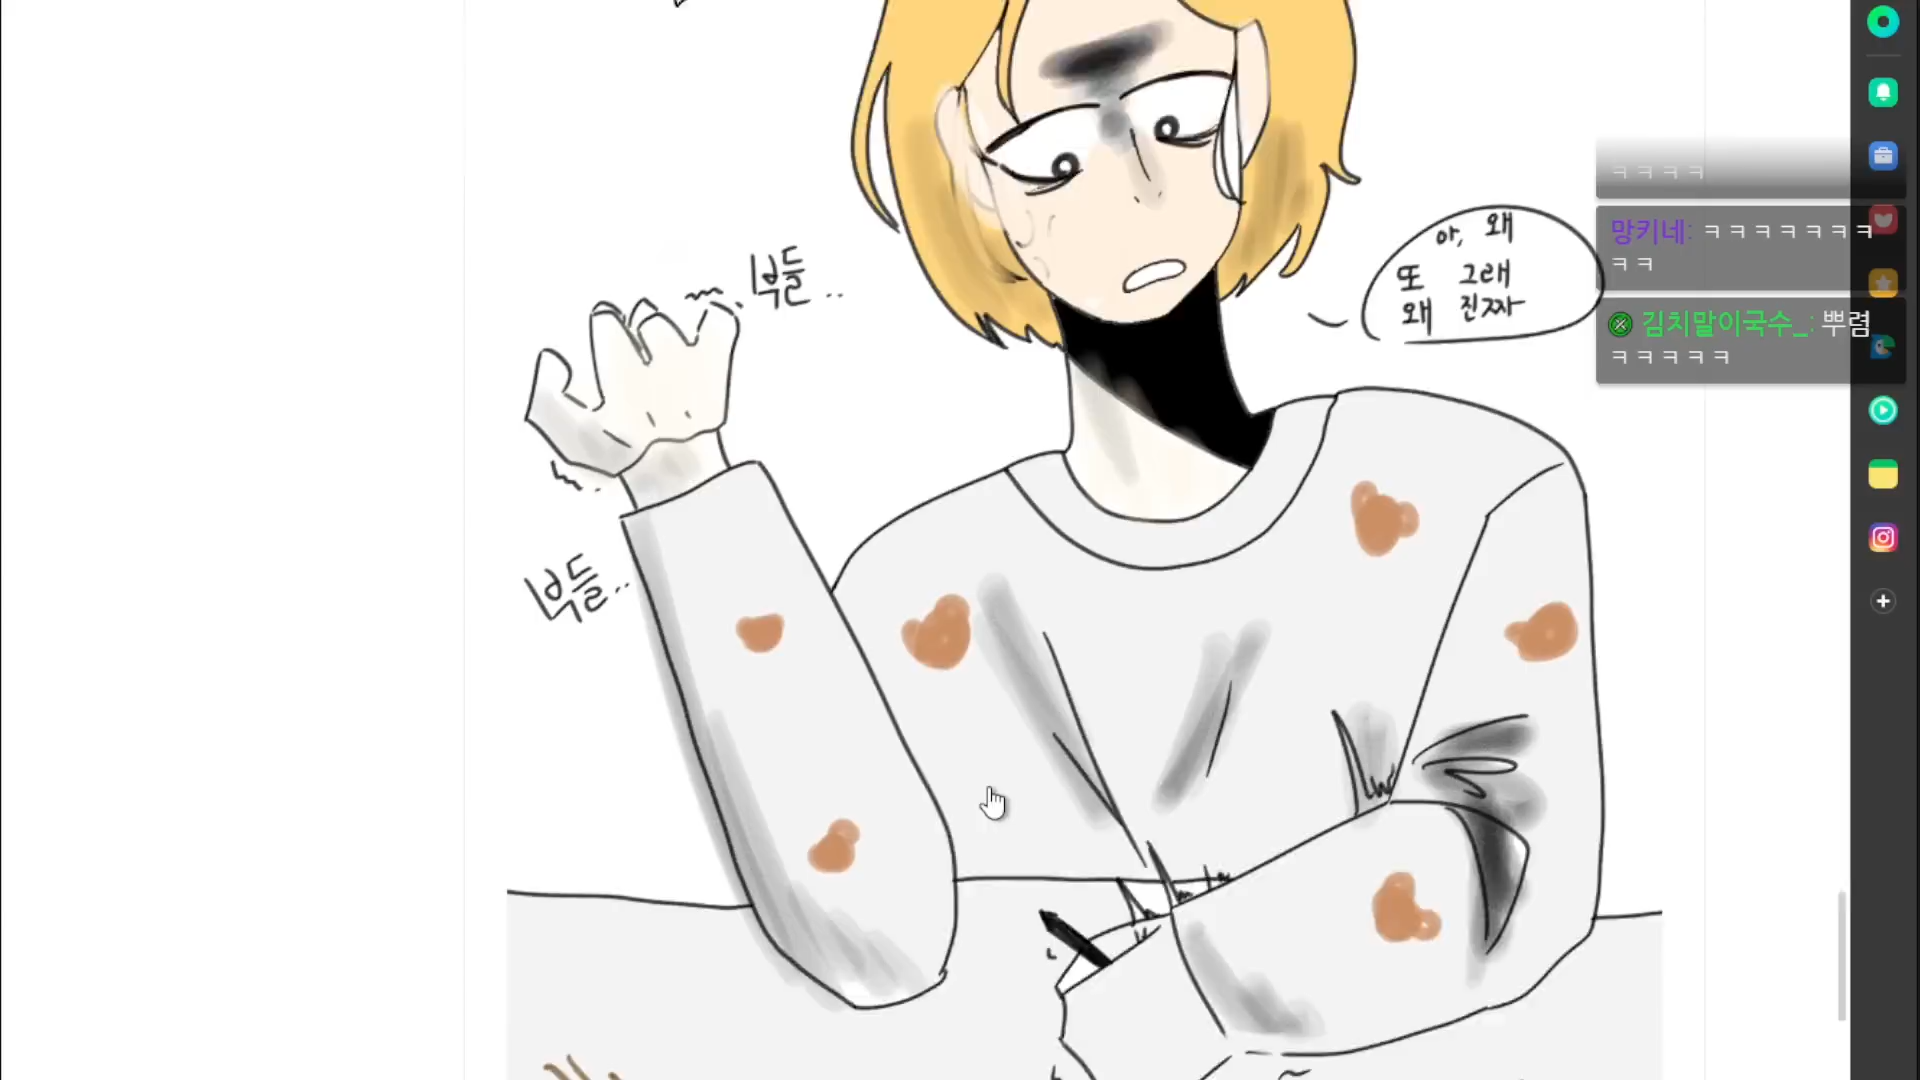 부들..
아, 왜
또 그래
왜 진짜
부들..
ㅋㅋㅋㅋ
망키네: ㅋㅋㅋㅋㅋㅋㅋ
ㅋㅋ
김치말이국수_: 뿌렴
ㅋㅋㅋㅋㅋ